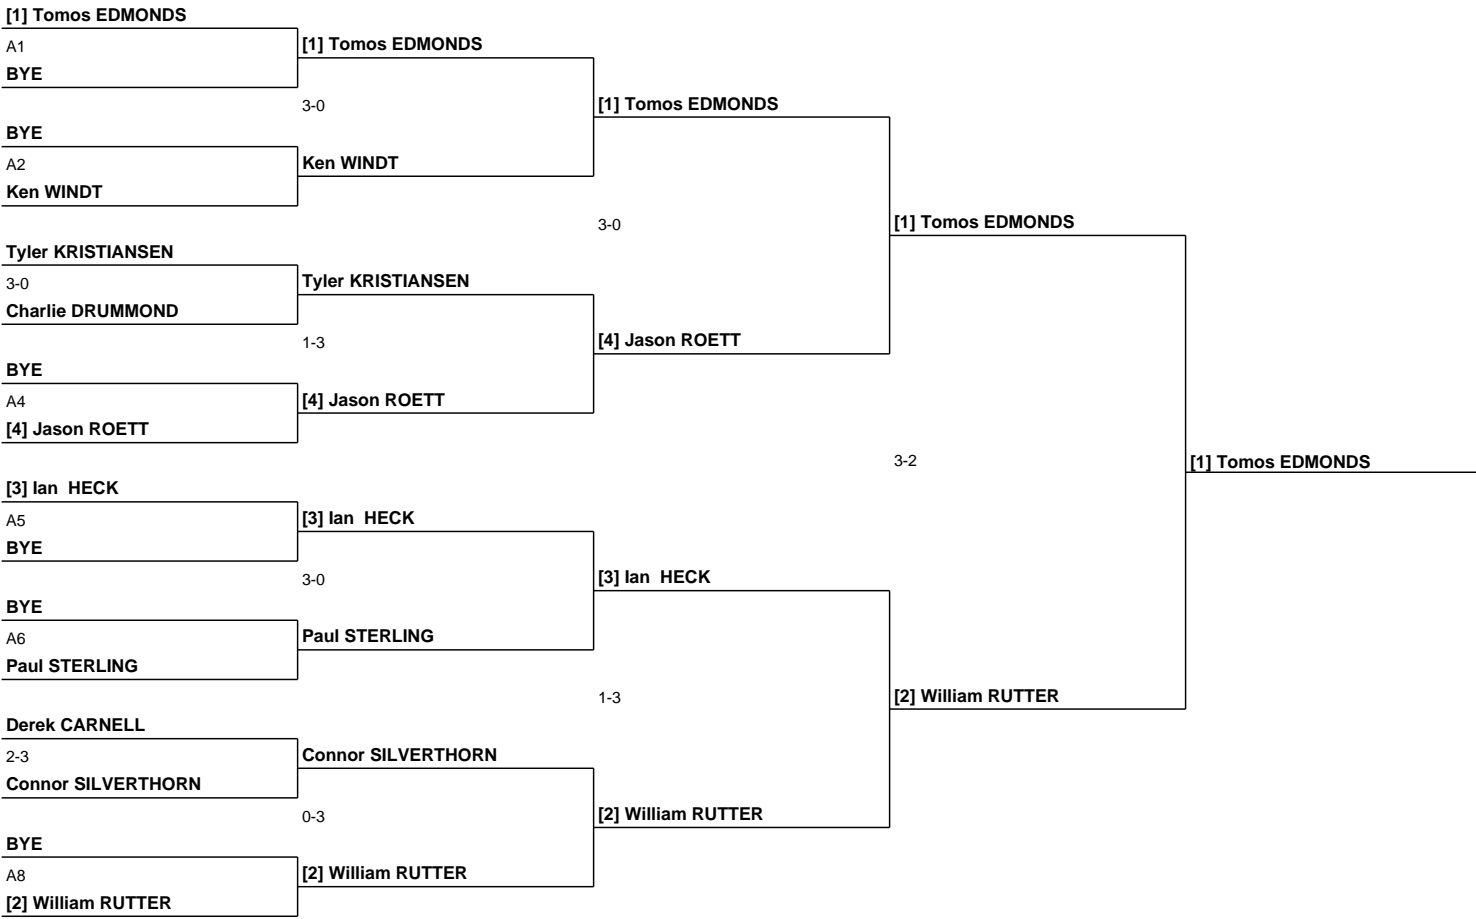 [1] Tomos EDMONDS
A1
BYE
BYE
A2
Ken WINDT
Tyler KRISTIANSEN
3-0
Charlie DRUMMOND
BYE
A4
[4] Jason ROETT
[3] Ian  HECK
A5
BYE
BYE
A6
Paul STERLING
Derek CARNELL
2-3
Connor SILVERTHORN
BYE
A8
[2] William RUTTER
[1] Tomos EDMONDS
3-0
Ken WINDT
Tyler KRISTIANSEN
1-3
[4] Jason ROETT
[3] Ian  HECK
3-0
Paul STERLING
Connor SILVERTHORN
0-3
[2] William RUTTER
[1] Tomos EDMONDS
3-0
[4] Jason ROETT
[3] Ian  HECK
1-3
[2] William RUTTER
[1] Tomos EDMONDS
3-2
[2] William RUTTER
[1] Tomos EDMONDS